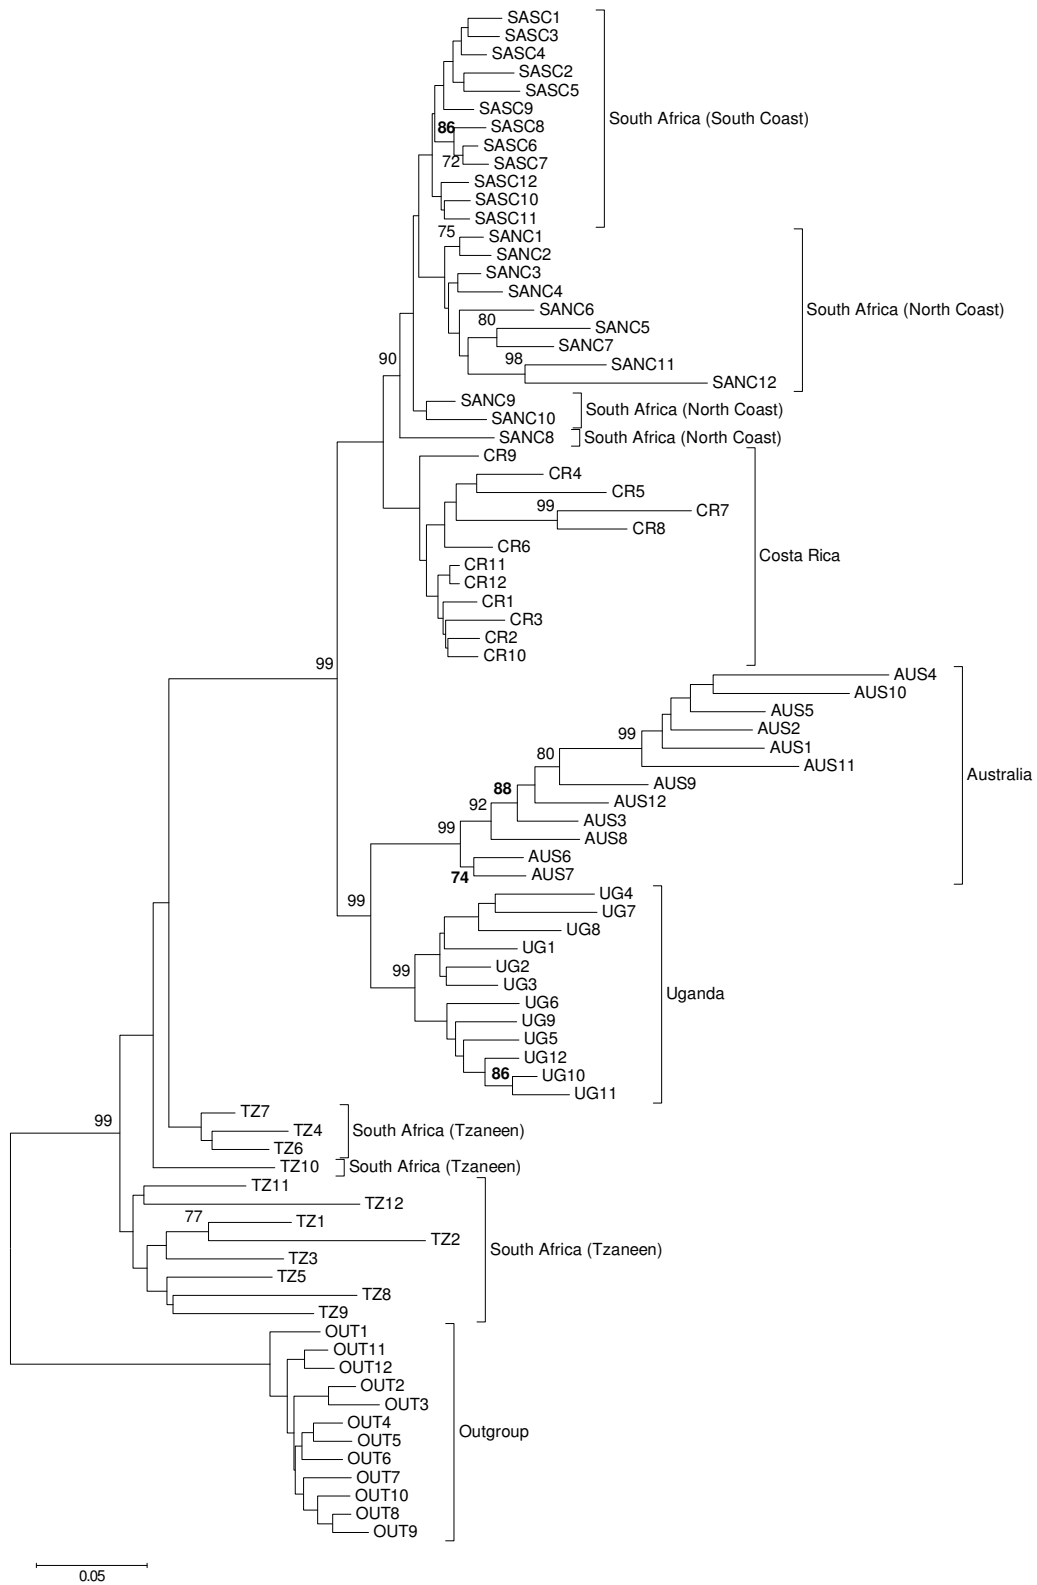 SASC1
SASC3
SASC4
SASC2
SASC5
SASC9
South Africa (South Coast)
86
SASC8
SASC6
72
SASC7
SASC12
SASC10
SASC11
75
SANC1
SANC2
SANC3
SANC4
SANC6
South Africa (North Coast)
80
SANC5
SANC7
98
SANC11
90
SANC12
SANC9
South Africa (North Coast)
SANC10
SANC8
South Africa (North Coast)
CR9
CR4
CR5
99
CR7
CR8
CR6
Costa Rica
CR11
CR12
CR1
CR3
CR2
CR10
99
AUS4
AUS10
AUS5
AUS2
99
AUS1
80
AUS11
Australia
AUS9
88
AUS12
92
AUS3
99
AUS8
AUS6
74
AUS7
99
UG4
UG7
UG8
UG1
99
UG2
UG3
Uganda
UG6
UG9
UG5
UG12
86
UG10
UG11
TZ7
99
TZ4
South Africa (Tzaneen)
TZ6
TZ10
South Africa (Tzaneen)
TZ11
TZ12
77
TZ1
TZ2
South Africa (Tzaneen)
TZ3
TZ5
TZ8
TZ9
OUT1
OUT11
OUT12
OUT2
OUT3
OUT4
Outgroup
OUT5
OUT6
OUT7
OUT10
OUT8
OUT9
0.05